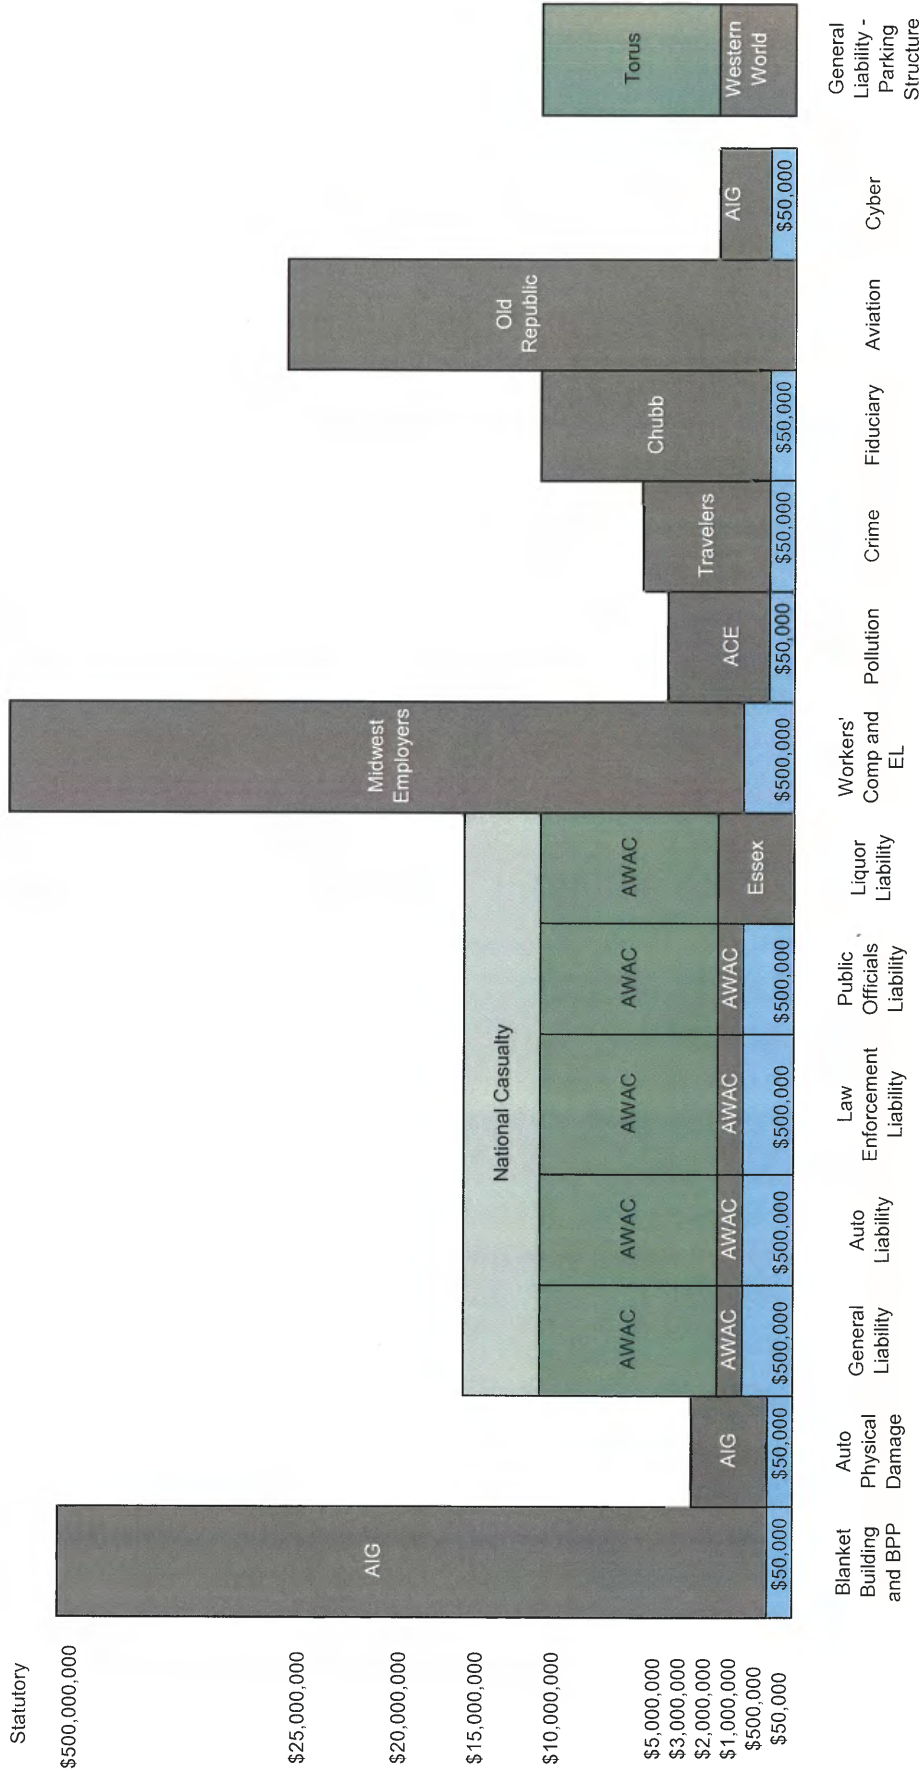 Statutory
$500,000,000
$25,000,000
$20,000,000
$15,000,000
$10,000,000
$5,000,000
$3,000,000
$2,000,000
$1,000,000
$500,000
$50,000
AIG
$50,000
Blanket
Building
and BPP
AIG
$50,000
Auto
Physical
Damage
National Casualty
AWAC
AWAC
$500,000
General
Liability
AWAC
AWAC
$500,000
Auto
Liability
AWAC
AWAC
$500,000
Law
Enforcement
Liability
AWAC
AWAC
$500,000
Public
Officials
Liability
AWAC
Essex
Liquor
Liability
Midwest
Employers
$500,000
Workers'
Comp and
EL
ACE
$50,000
Pollution
Travelers
$50,000
Crime
Chubb
$50,000
Fiduciary
Old
Republic
Aviation
AIG
$50,000
Cyber
Torus
Western
World
General
Liability -
Parking
Structure